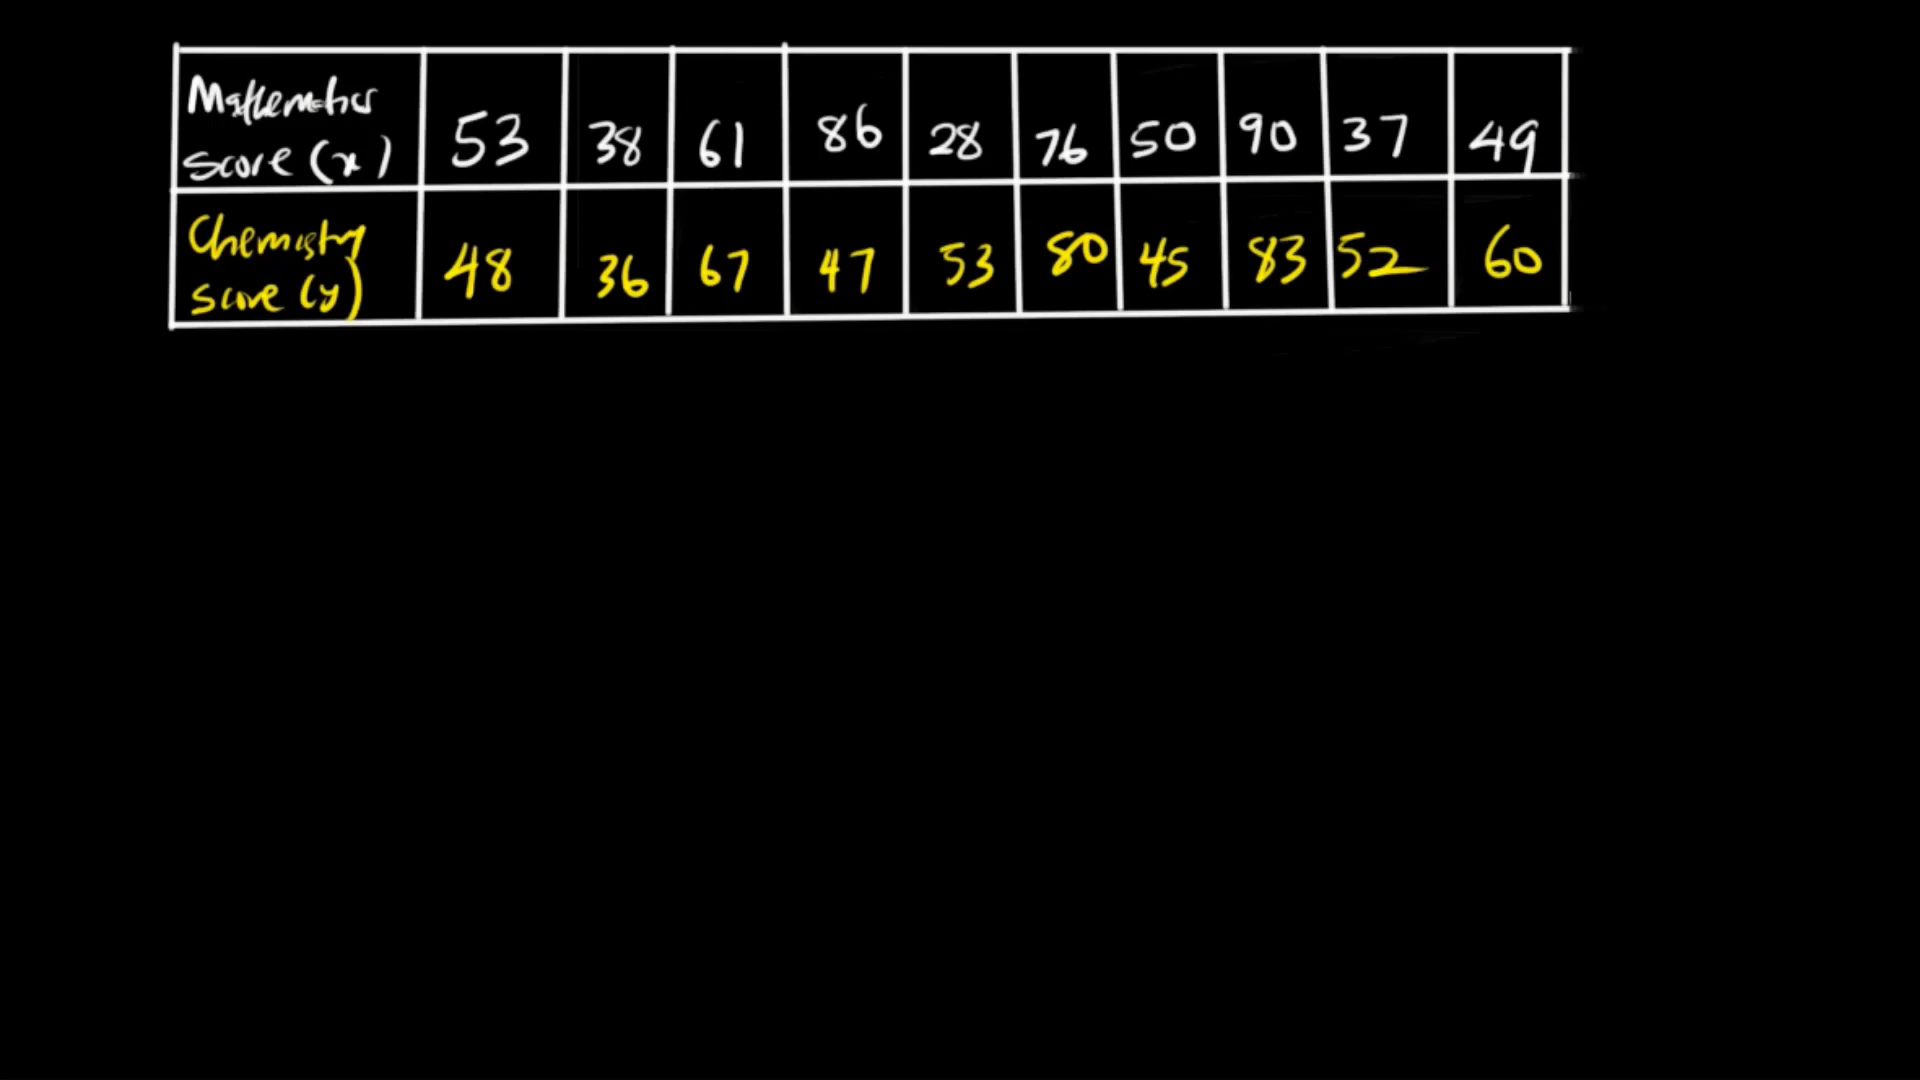 Mathematics
score (x) 53 38 61 86 28 76 50 90 37 49
Chemistry
score (y) 48 36 67 47 53 80 45 83 52 60